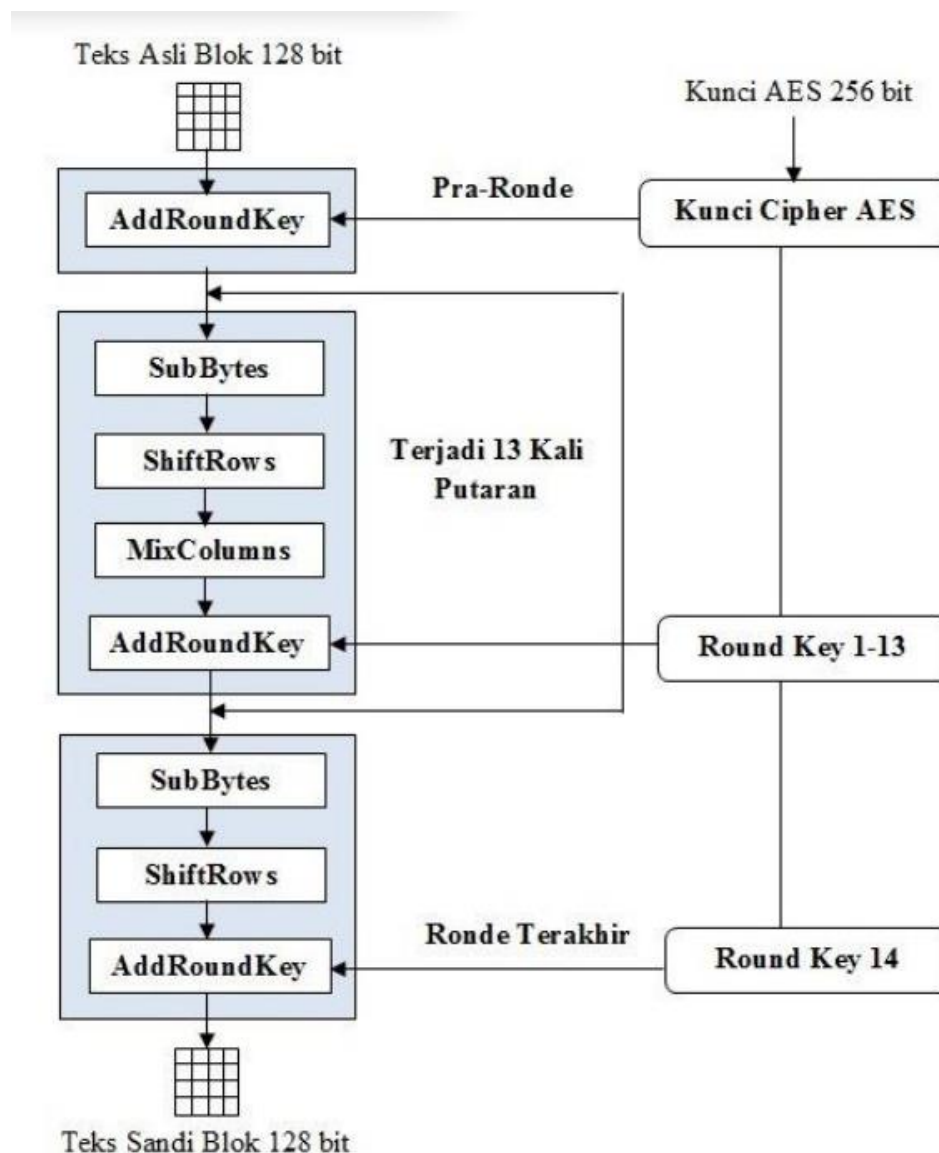 Teks Asli Blok 128 bit
Kunci AES 256 bit
Pra-Ronde
AddRoundKey
Kunci Cipher AES
SubBytes
ShiftRows
Terjadi 13 Kali
Putaran
MixColumns
AddRoundKey
Round Key 1-13
SubBytes
ShiftRows
Ronde Terakhir
AddRoundKey
Round Key 14
Teks Sandi Blok 128 bit